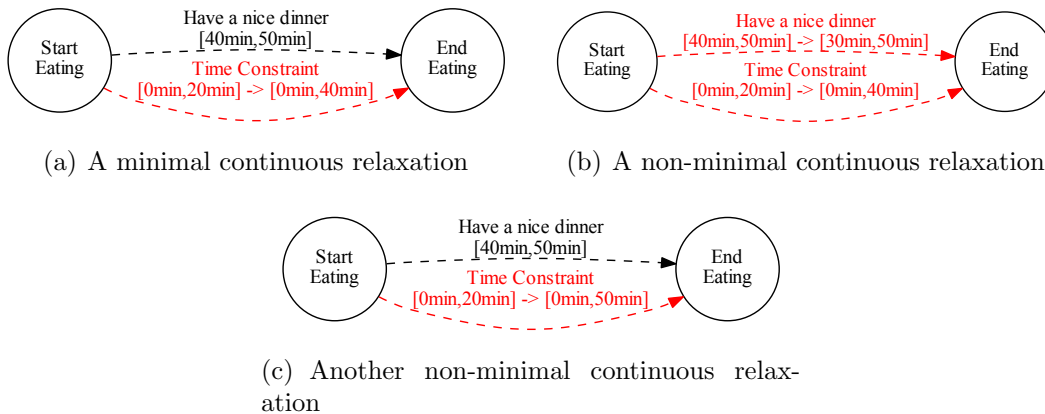 Have a nice dinner
[40min,50min]
Start
Eating
End
Eating
Time Constraint
[0min,20min] -> [0min,40min]
(a) A minimal continuous relaxation
Have a nice dinner
[40min,50min] -> [30min,50min]
Start
Eating
End
Eating
Time Constraint
[0min,20min] -> [0min,40min]
(b) A non-minimal continuous relaxation
Have a nice dinner
[40min,50min]
Start
Eating
End
Eating
Time Constraint
[0min,20min] -> [0min,50min]
(c) Another non-minimal continuous relax-
ation